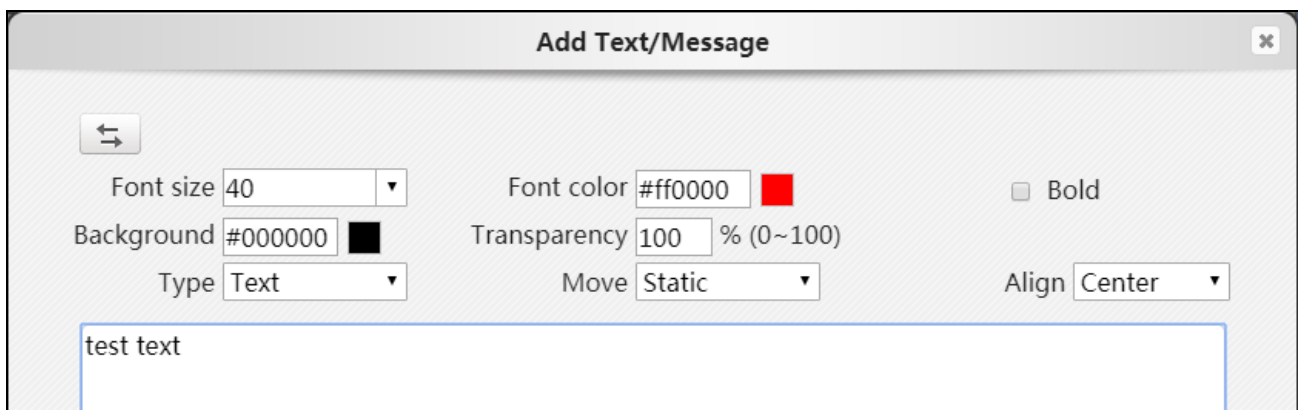 Add Text/Message
Font size 40 Font color #ff0000 Bold
Background #000000 Transparency 100 % (0~100)
Type Text Move Static Align Center
test text